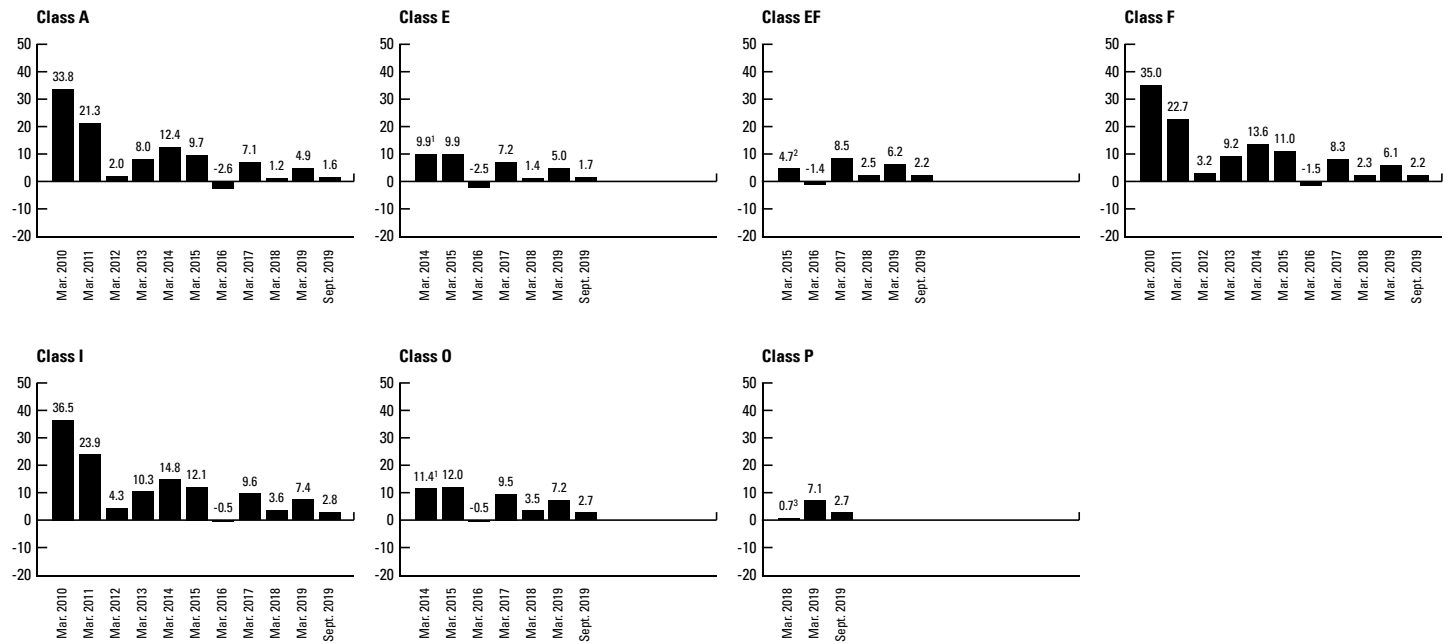 Class A
50
40
30
20
10
0
-10
-20
33.8
21.3
2.0
8.0
12.4
9.7
-2.6
7.1
1.2
4.9
1.6
Mar. 2010
Mar. 2011
Mar. 2012
Mar. 2013
Mar. 2014
Mar. 2015
Mar. 2016
Mar. 2017
Mar. 2018
Mar. 2019
Sept. 2019
Class E
50
40
30
20
10
0
-10
-20
9.9¹
9.9
-2.5
7.2
1.4
5.0
1.7
Mar. 2014
Mar. 2015
Mar. 2016
Mar. 2017
Mar. 2018
Mar. 2019
Sept. 2019
Class EF
50
40
30
20
10
0
-10
-20
4.7²
-1.4
8.5
2.5
6.2
2.2
Mar. 2015
Mar. 2016
Mar. 2017
Mar. 2018
Mar. 2019
Sept. 2019
Class F
50
40
30
20
10
0
-10
-20
35.0
22.7
3.2
9.2
13.6
11.0
-1.5
8.3
2.3
6.1
2.2
Mar. 2010
Mar. 2011
Mar. 2012
Mar. 2013
Mar. 2014
Mar. 2015
Mar. 2016
Mar. 2017
Mar. 2018
Mar. 2019
Sept. 2019
Class I
50
40
30
20
10
0
-10
-20
36.5
23.9
4.3
10.3
14.8
12.1
-0.5
9.6
3.6
7.4
2.8
Mar. 2010
Mar. 2011
Mar. 2012
Mar. 2013
Mar. 2014
Mar. 2015
Mar. 2016
Mar. 2017
Mar. 2018
Mar. 2019
Sept. 2019
Class O
50
40
30
20
10
0
-10
-20
11.4¹
12.0
-0.5
9.5
3.5
7.2
2.7
Mar. 2014
Mar. 2015
Mar. 2016
Mar. 2017
Mar. 2018
Mar. 2019
Sept. 2019
Class P
50
40
30
20
10
0
-10
-20
0.7³
7.1
2.7
Mar. 2018
Mar. 2019
Sept. 2019